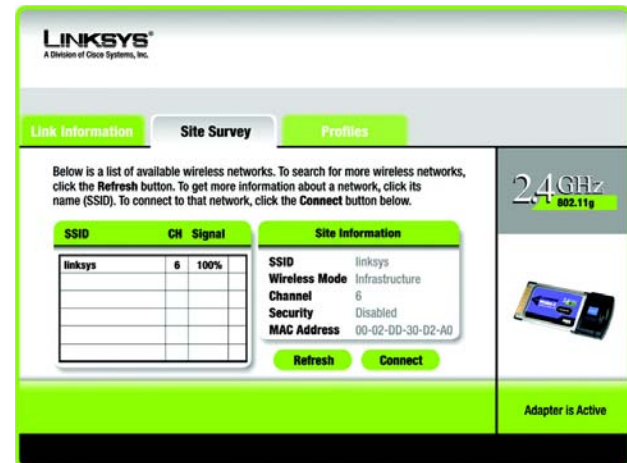 LINKSYS®
A Division of Cisco Systems, Inc.
Link Information
Site Survey
Profiles
Below is a list of available wireless networks. To search for more wireless networks,
click the Refresh button. To get more information about a network, click its
name (SSID). To connect to that network, click the Connect button below.
SSID CH Signal
linksys 6 100%
Site Information
SSID linksys
Wireless Mode Infrastructure
Channel 6
Security Disabled
MAC Address 00-02-DD-30-D2-A0
Refresh
Connect
2.4GHz
802.11g
Adapter is Active